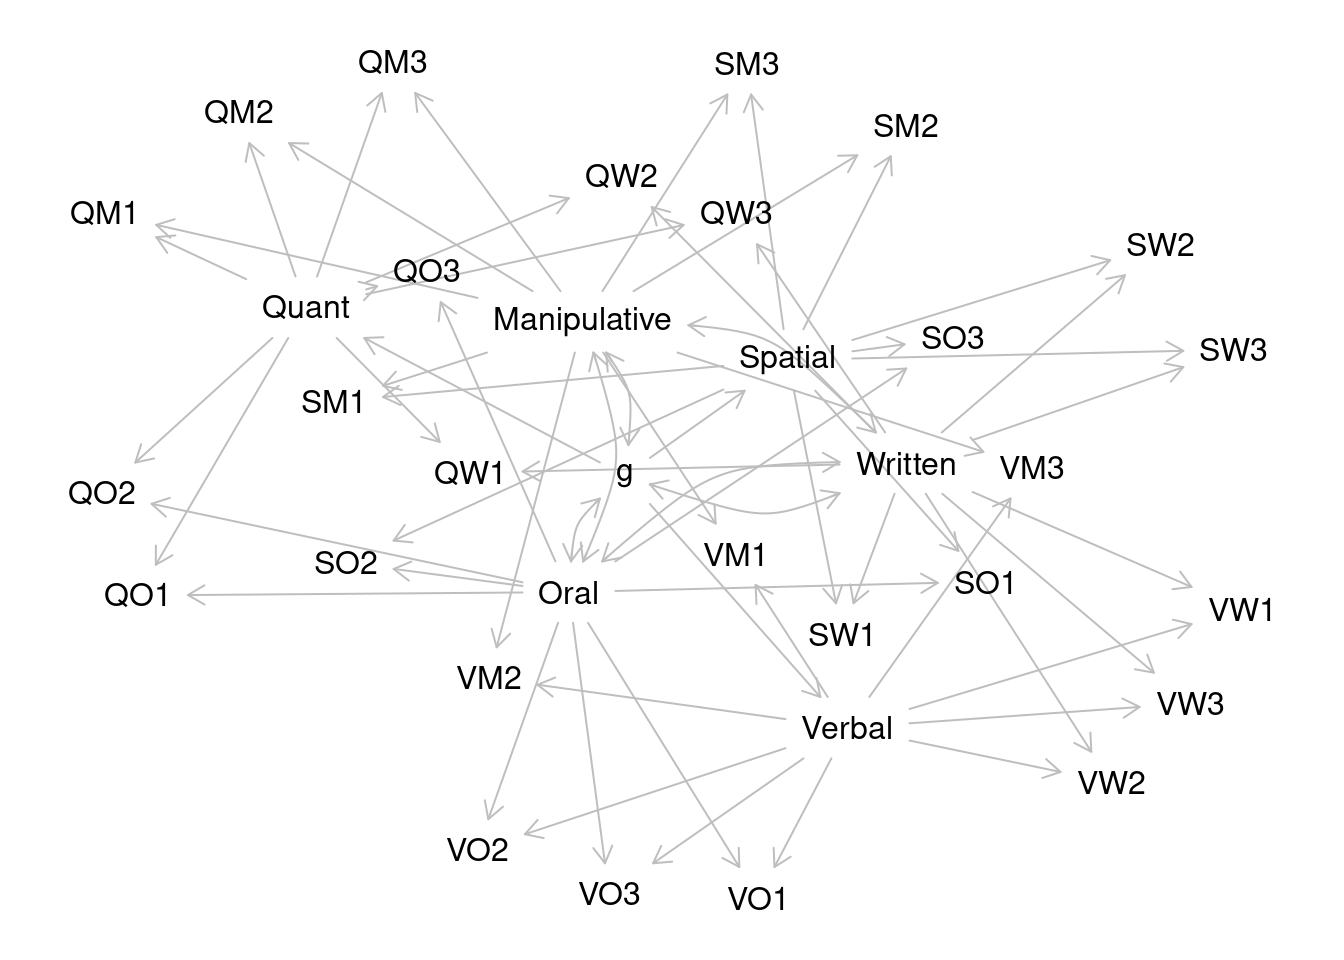 QM3
SM3
QM2
SM2
QW2
QM1
QW3
SW2
QO3
Quant
Manipulative
SO3
Spatial
SW3
SM1
Written
VM3
QW1
g
QO2
VM1
SO2
SO1
QO1
Oral
VW1
SW1
VM2
VW3
Verbal
VW2
VO2
VO3
VO1